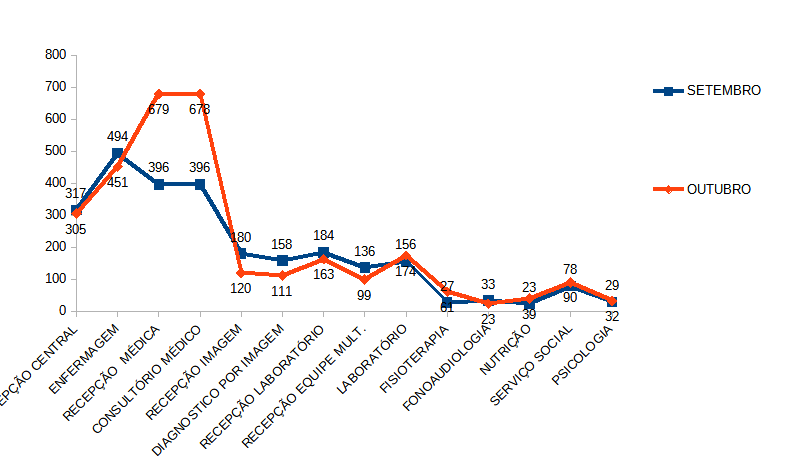 800
700
600
500
400
300
200
100
0
317
494
396
396
180
158
184
136
156
27
33
23
78
29
305
451
679
678
120
111
163
99
174
61
23
39
90
32
SETEMBRO
OUTUBRO
EPÇÃO CENTRAL
ENFERMAGEM
RECEPÇÃO  MÉDICA
CONSULTÓRIO MÉDICO
RECEPÇÃO IMAGEM
DIAGNOSTICO POR IMAGEM
RECEPÇÃO LABORATÓRIO
RECEPÇÃO EQUIPE MULT.
LABORATÓRIO
FISIOTERAPIA
FONOAUDIOLOGIA
NUTRIÇÃO
SERVIÇO SOCIAL
PSICOLOGIA